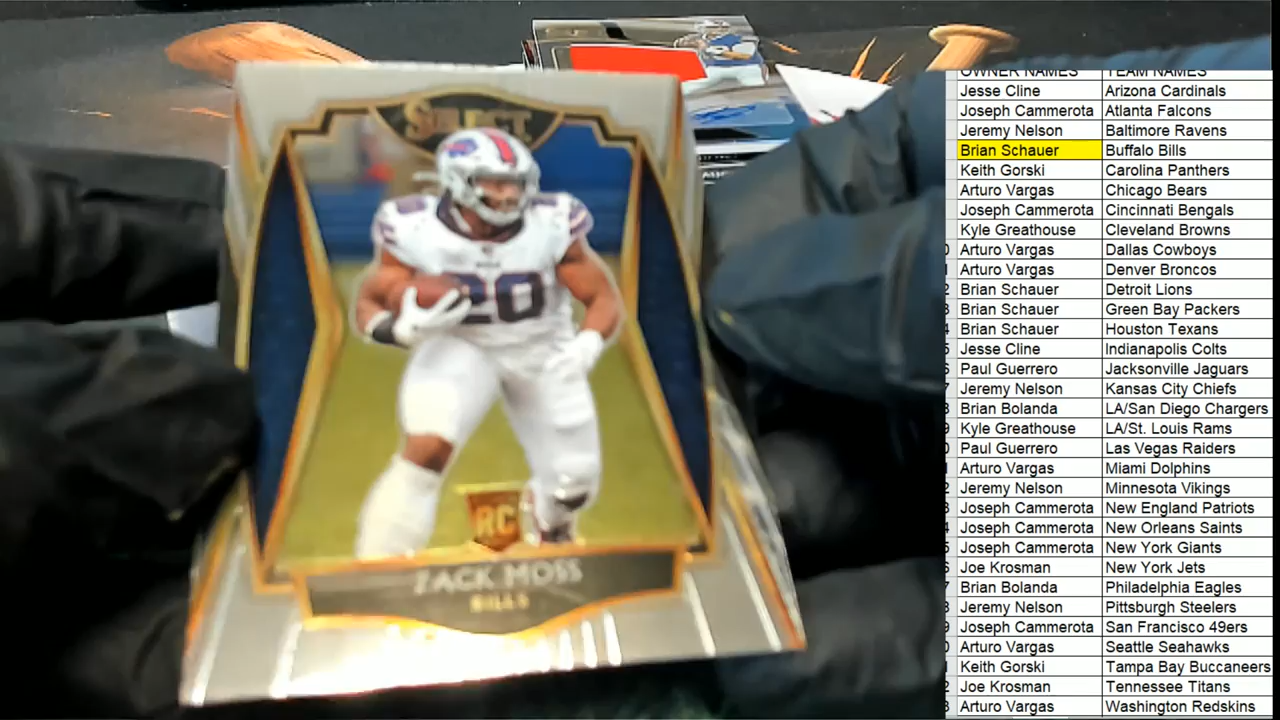 SELECT
20
RC
ZACK MOSS
BILLS
OWNER NAMES TEAM NAMES
Jesse Cline Arizona Cardinals
Joseph Cammerota Atlanta Falcons
Jeremy Nelson Baltimore Ravens
Brian Schauer Buffalo Bills
Keith Gorski Carolina Panthers
Arturo Vargas Chicago Bears
Joseph Cammerota Cincinnati Bengals
Kyle Greathouse Cleveland Browns
Arturo Vargas Dallas Cowboys
Arturo Vargas Denver Broncos
Brian Schauer Detroit Lions
Brian Schauer Green Bay Packers
Brian Schauer Houston Texans
Jesse Cline Indianapolis Colts
Paul Guerrero Jacksonville Jaguars
Jeremy Nelson Kansas City Chiefs
Brian Bolanda LA/San Diego Chargers
Kyle Greathouse LA/St. Louis Rams
Paul Guerrero Las Vegas Raiders
Arturo Vargas Miami Dolphins
Jeremy Nelson Minnesota Vikings
Joseph Cammerota New England Patriots
Joseph Cammerota New Orleans Saints
Joseph Cammerota New York Giants
Joe Krosman New York Jets
Brian Bolanda Philadelphia Eagles
Jeremy Nelson Pittsburgh Steelers
Joseph Cammerota San Francisco 49ers
Arturo Vargas Seattle Seahawks
Keith Gorski Tampa Bay Buccaneers
Joe Krosman Tennessee Titans
Arturo Vargas Washington Redskins